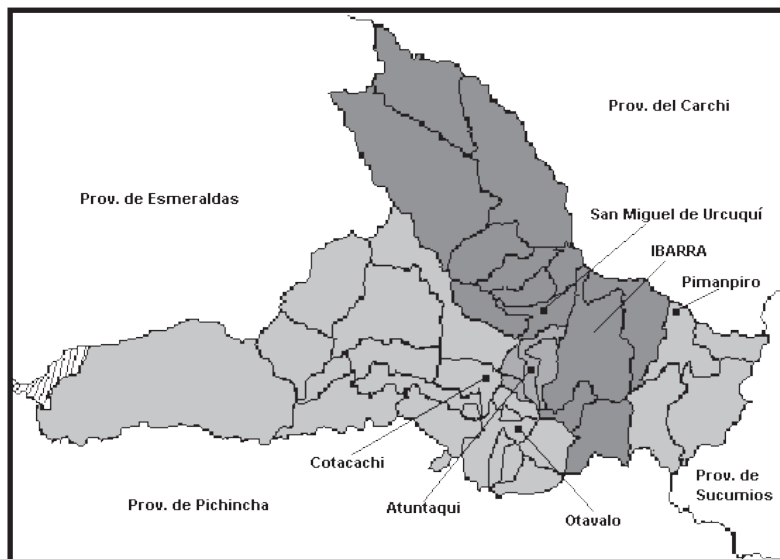 Prov. del Carchi
Prov. de Esmeraldas
San Miguel de Urcuquí
IBARRA
Pimanpiro
Cotacachi
Prov. de
Sucumios
Prov. de Pichincha
Atuntaqui
Otavalo